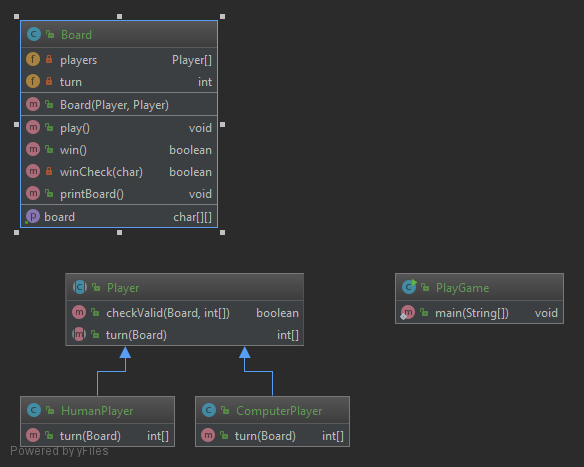 Board
players Player[]
turn int
Board(Player, Player)
play() void
win() boolean
winCheck(char) boolean
printBoard() void
board char[][]
Player
checkValid(Board, int[]) boolean
turn(Board) int[]
PlayGame
main(String[]) void
HumanPlayer
turn(Board) int[]
ComputerPlayer
turn(Board) int[]
Powered by yFiles